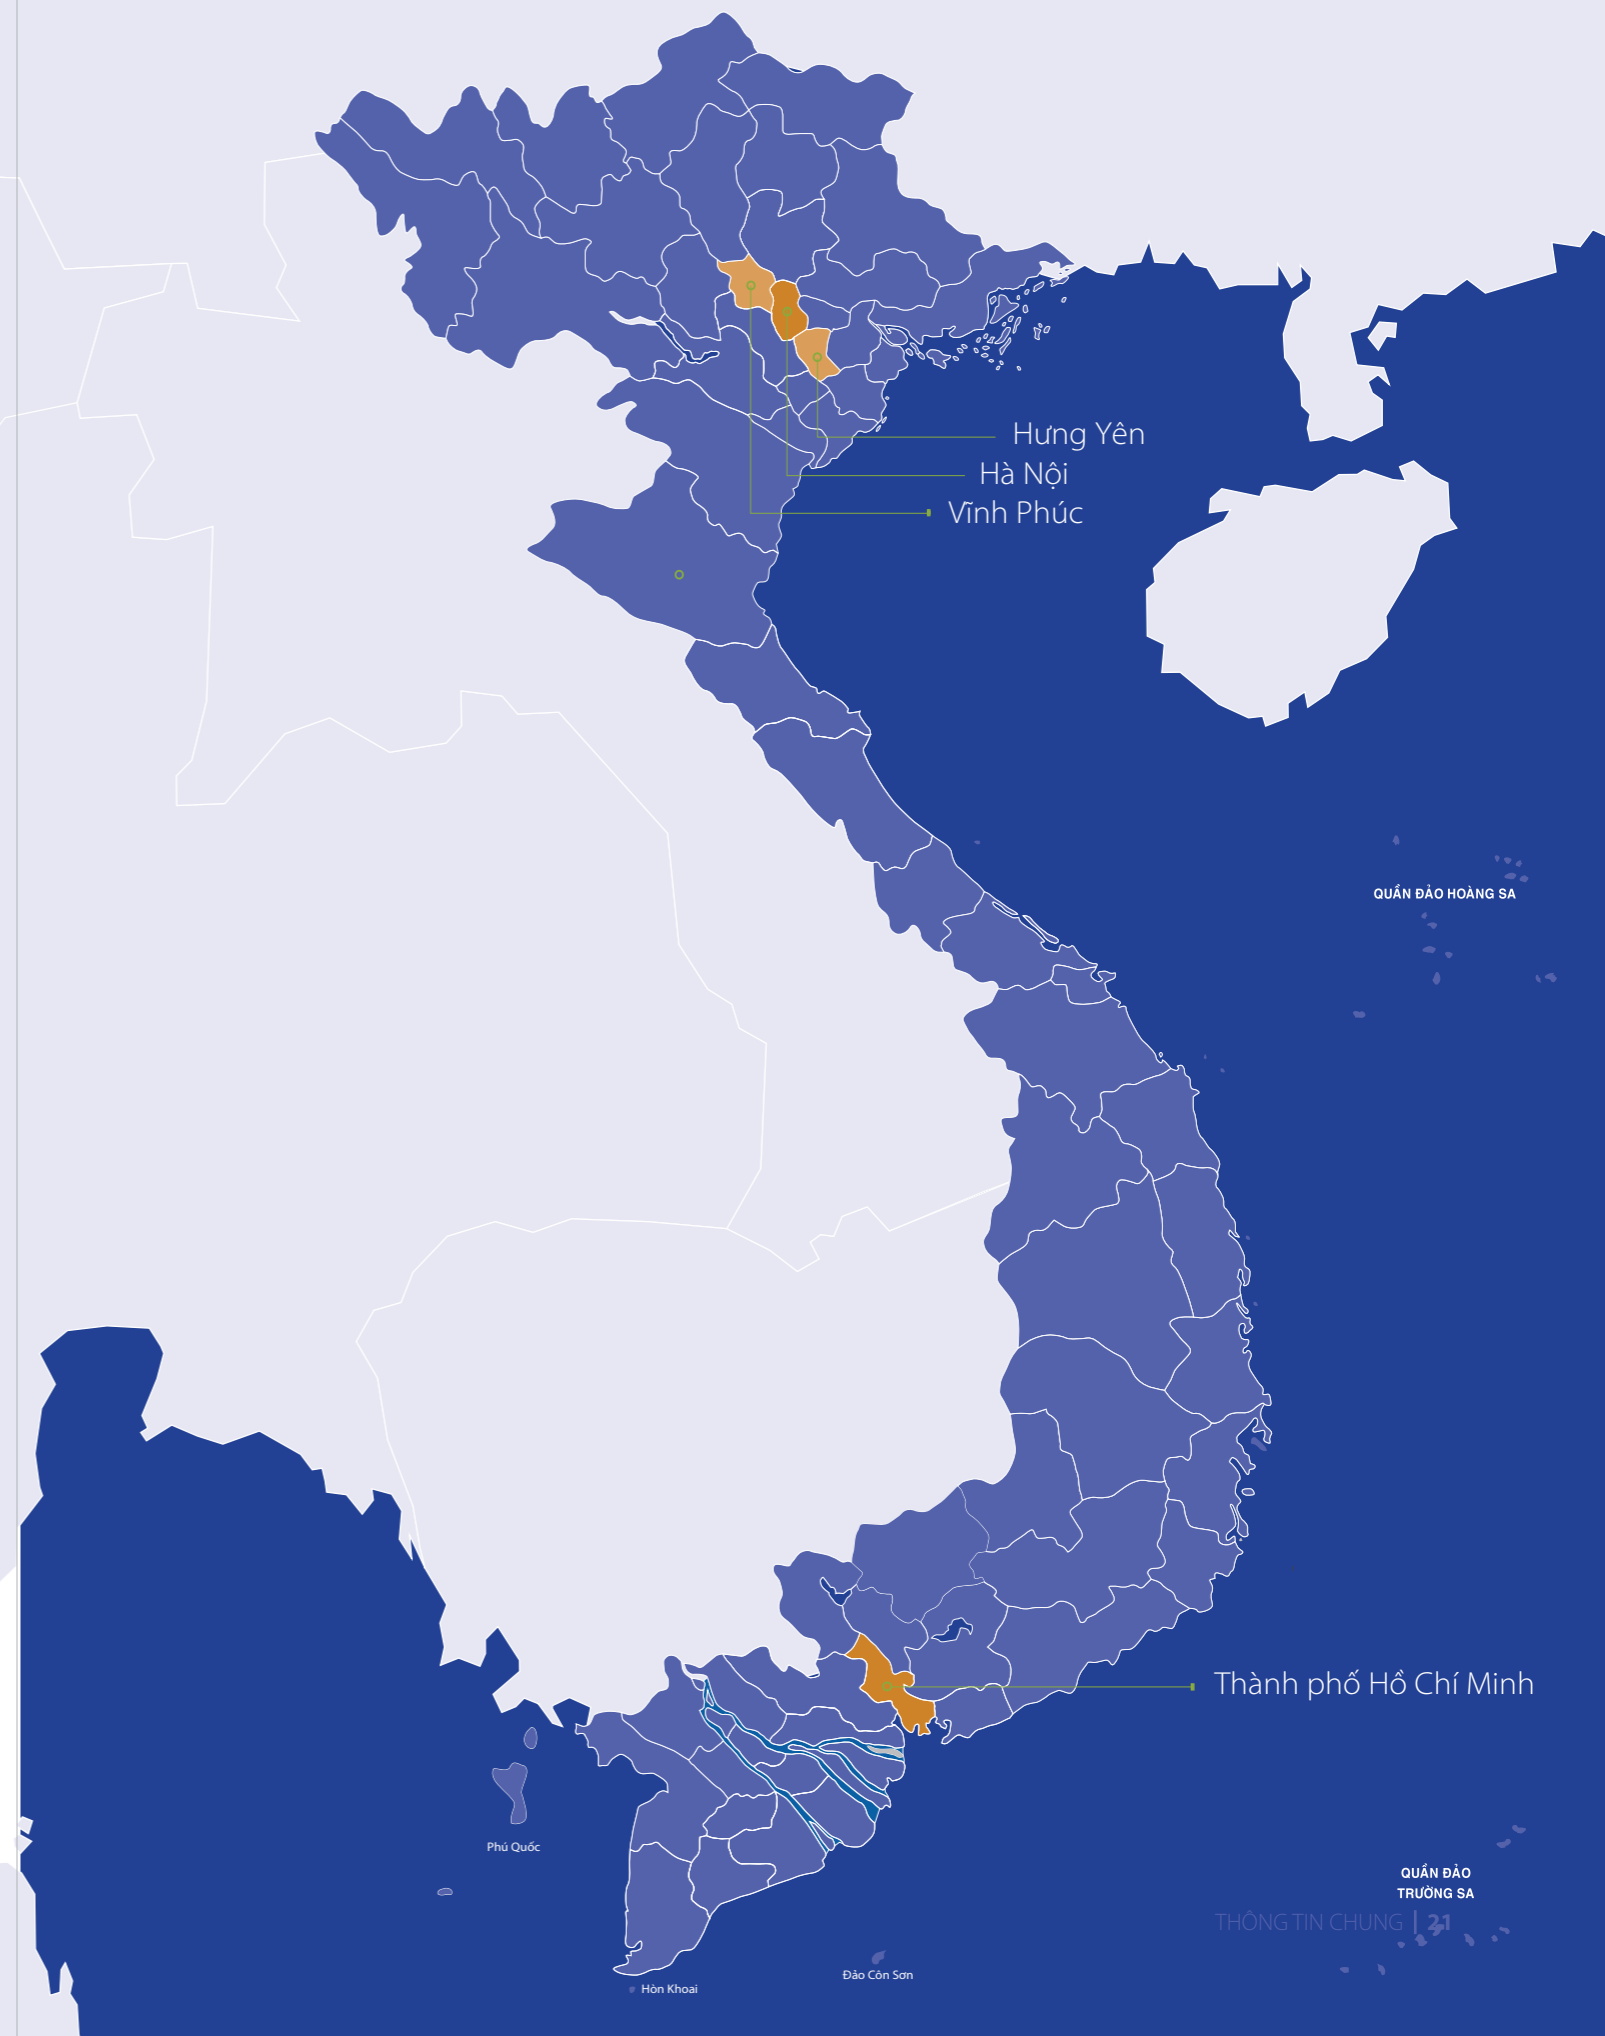 Hưng Yên
Hà Nội
Vĩnh Phúc
QUẦN ĐẢO HOÀNG SA
Thành phố Hồ Chí Minh
Phú Quốc
QUẦN ĐẢO
TRƯỜNG SA
THÔNG TIN CHUNG | 21
Đảo Côn Sơn
Hòn Khoai